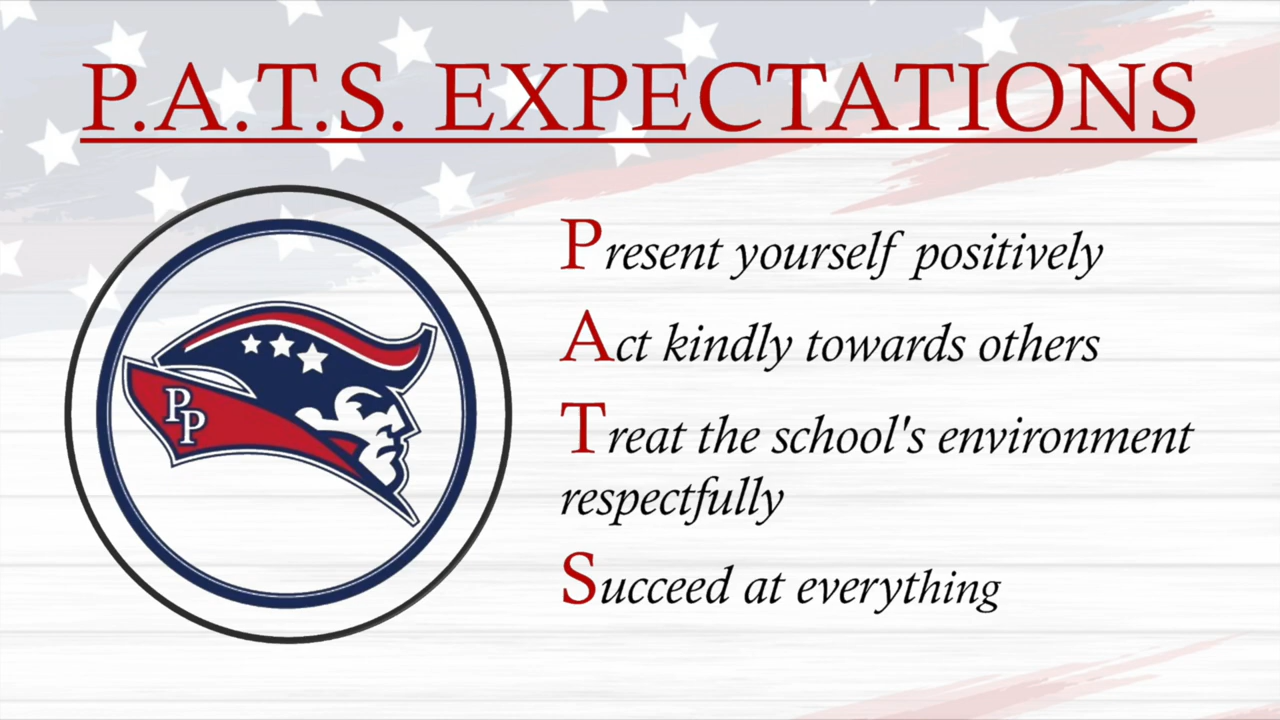 P.A.T.S. EXPECTATIONS
PP
Present yourself positively
Act kindly towards others
Treat the school's environment
respectfully
Succeed at everything